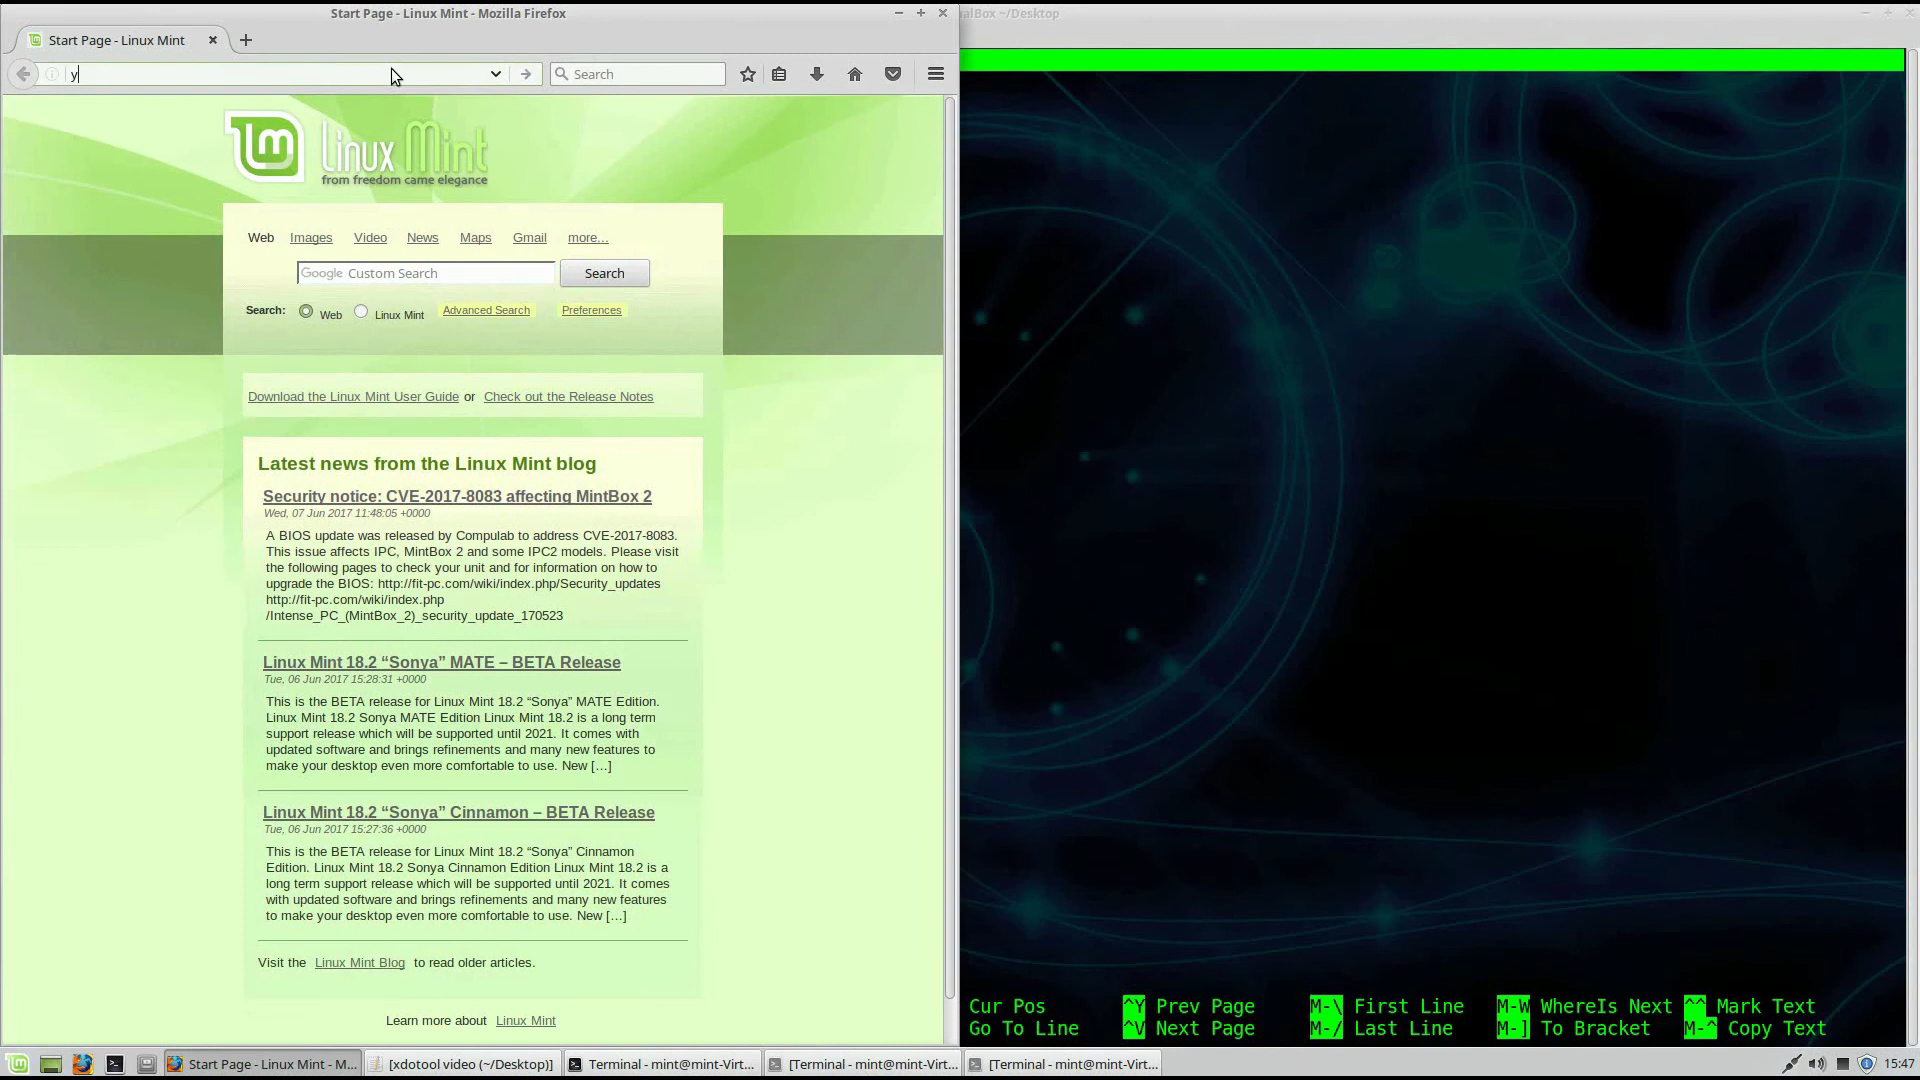 Start Page - Linux Mint - Mozilla Firefox
alBox ~/Desktop
Start Page - Linux Mint
y
Search
Linux Mint
from freedom came elegance
Web Images Video News Maps Gmail more...
Google Custom Search Search
Search: Web Linux Mint Advanced Search Preferences
Download the Linux Mint User Guide or Check out the Release Notes
Latest news from the Linux Mint blog
Security notice: CVE-2017-8083 affecting MintBox 2
Wed, 07 Jun 2017 11:48:05 +0000
A BIOS update was released by Compulab to address CVE-2017-8083.
This issue affects IPC, MintBox 2 and some IPC2 models. Please visit
the following pages to check your unit and for information on how to
upgrade the BIOS: http://fit-pc.com/wiki/index.php/Security_updates
http://fit-pc.com/wiki/index.php
/Intense_PC_(MintBox_2)_security_update_170523
Linux Mint 18.2 “Sonya” MATE – BETA Release
Tue, 06 Jun 2017 15:28:31 +0000
This is the BETA release for Linux Mint 18.2 “Sonya” MATE Edition.
Linux Mint 18.2 Sonya MATE Edition Linux Mint 18.2 is a long term
support release which will be supported until 2021. It comes with
updated software and brings refinements and many new features to
make your desktop even more comfortable to use. New […]
Linux Mint 18.2 “Sonya” Cinnamon – BETA Release
Tue, 06 Jun 2017 15:27:36 +0000
This is the BETA release for Linux Mint 18.2 “Sonya” Cinnamon
Edition. Linux Mint 18.2 Sonya Cinnamon Edition Linux Mint 18.2 is a
long term support release which will be supported until 2021. It comes
with updated software and brings refinements and many new features
to make your desktop even more comfortable to use. New […]
Visit the Linux Mint Blog to read older articles.
Learn more about Linux Mint
Cur Pos ^Y Prev Page M-\ First Line M-W WhereIs Next ^^ Mark Text
Go To Line ^V Next Page M-/ Last Line M-] To Bracket M-^ Copy Text
Start Page - Linux Mint - M... [xdotool video (~/Desktop)] Terminal - mint@mint-Virt... [Terminal - mint@mint-Virt... [Terminal - mint@mint-Virt... 15:47